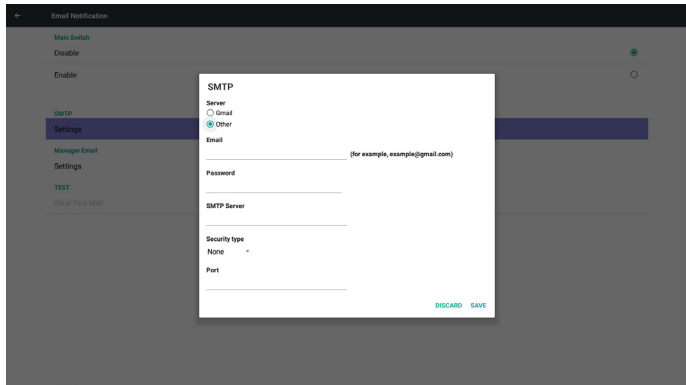 Email Notification
Main Switch
Disable
Enable
SMTP
Settings
Manager Email
Settings
TEST
Send Test Mail
SMTP
Server
Gmail
Other
Email
(for example, example@gmail.com)
Password
SMTP Server
Security type
None
Port
DISCARD SAVE